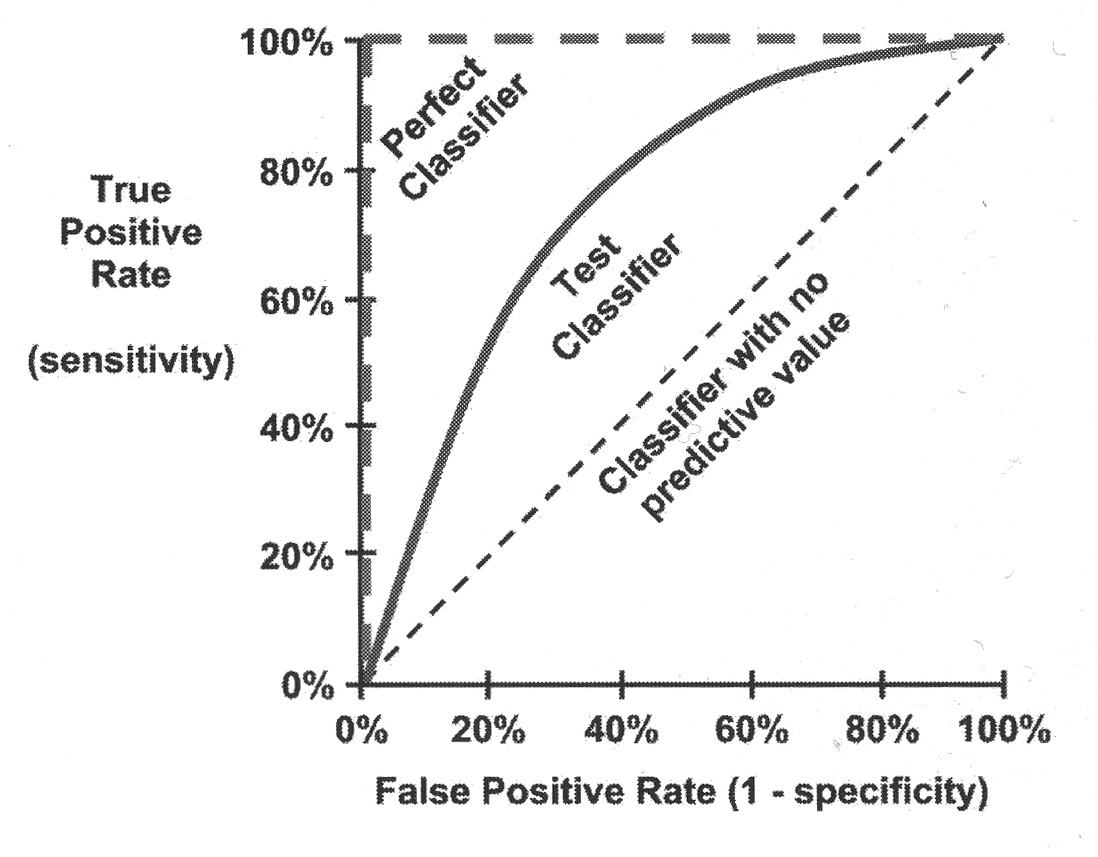 100%
80%
60%
40%
20%
0%
True
Positive
Rate
(sensitivity)
Perfect
Classifier
Test
Classifier
Classifier with no
predictive value
0% 20% 40% 60% 80% 100%
False Positive Rate (1 - specificity)